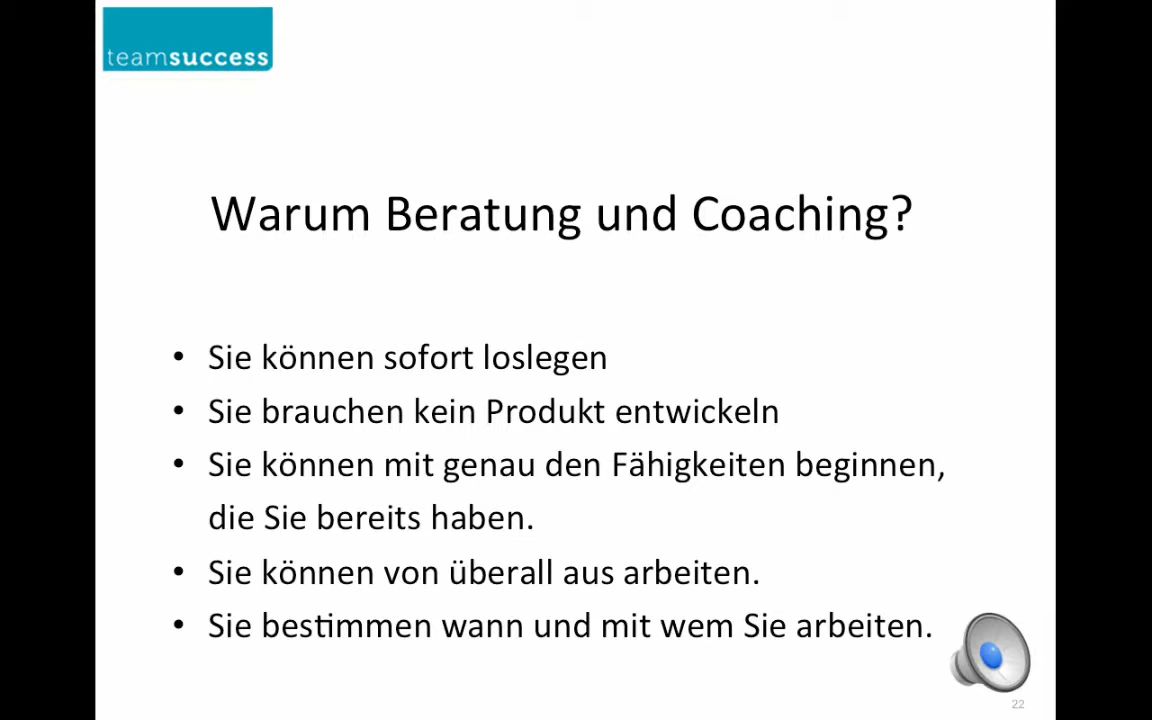 teamsuccess
Warum Beratung und Coaching?
• Sie können sofort loslegen
• Sie brauchen kein Produkt entwickeln
• Sie können mit genau den Fähigkeiten beginnen,
die Sie bereits haben.
• Sie können von überall aus arbeiten.
• Sie bestimmen wann und mit wem Sie arbeiten.
22